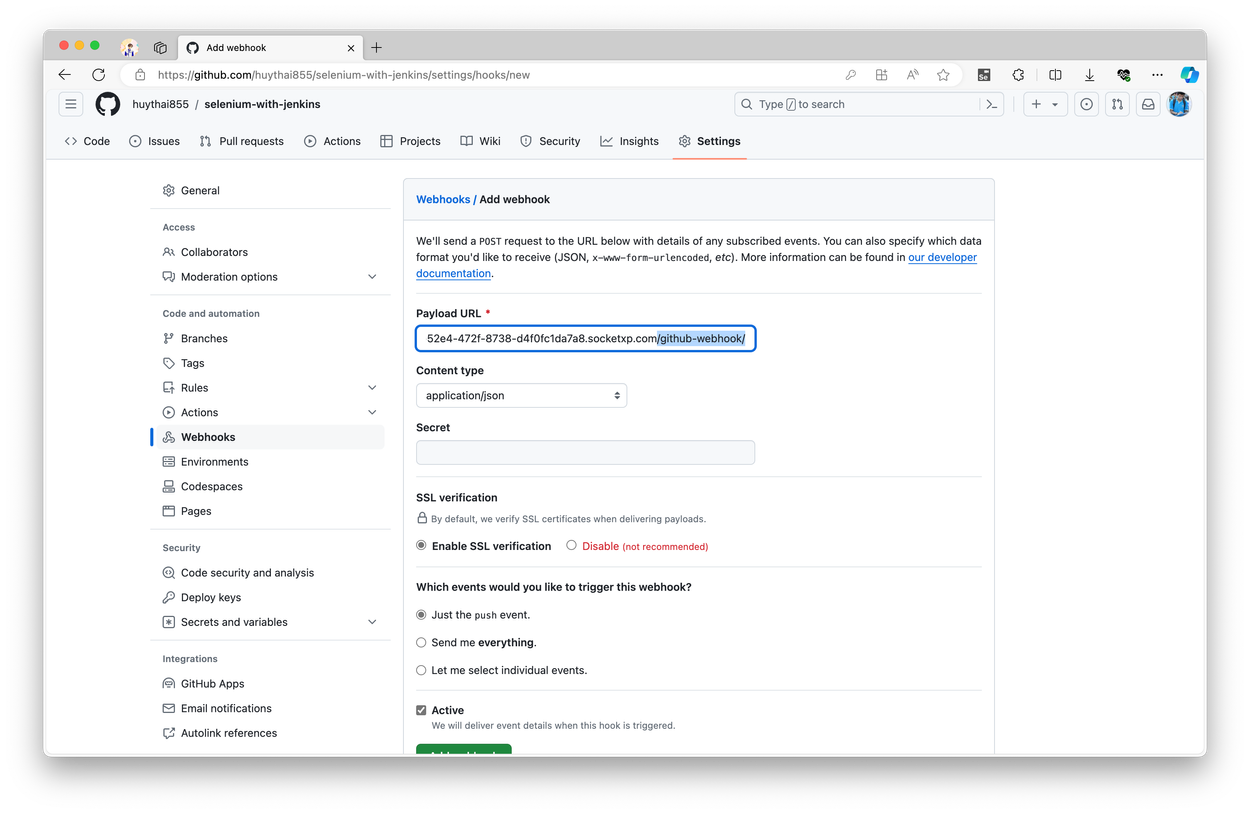 Add webhook
https://github.com/huythai855/selenium-with-jenkins/settings/hooks/new
huythai855 / selenium-with-jenkins
Type / to search
Code Issues Pull requests Actions Projects Wiki Security Insights Settings
General
Access
Collaborators
Moderation options
Code and automation
Branches
Tags
Rules
Actions
Webhooks
Environments
Codespaces
Pages
Security
Code security and analysis
Deploy keys
Secrets and variables
Integrations
GitHub Apps
Email notifications
Autolink references
Webhooks / Add webhook
We'll send a POST request to the URL below with details of any subscribed events. You can also specify which data
format you'd like to receive (JSON, x-www-form-urlencoded, etc). More information can be found in our developer
documentation.
Payload URL *
52e4-472f-8738-d4f0fc1da7a8.socketxp.com/github-webhook/
Content type
application/json
Secret
SSL verification
By default, we verify SSL certificates when delivering payloads.
Enable SSL verification Disable (not recommended)
Which events would you like to trigger this webhook?
Just the push event.
Send me everything.
Let me select individual events.
Active
We will deliver event details when this hook is triggered.